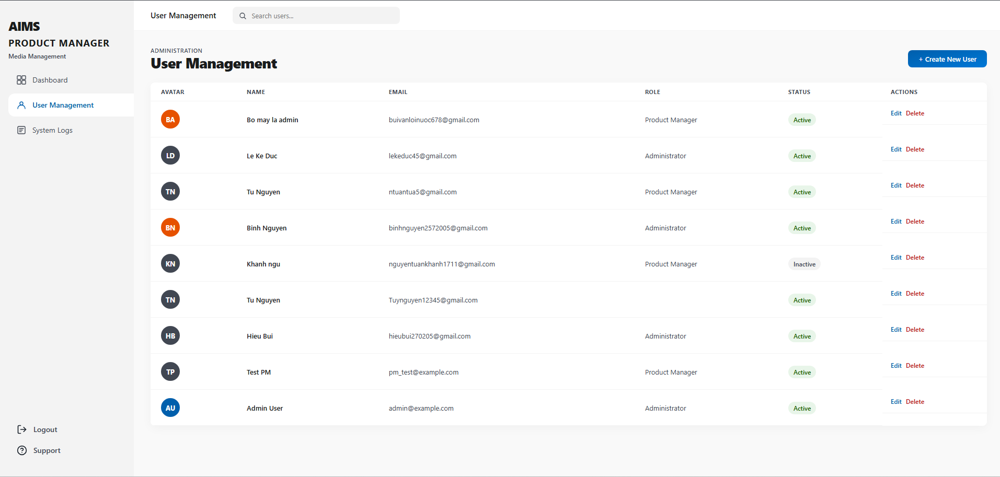 AIMS
PRODUCT MANAGER
Media Management
Dashboard
User Management
System Logs
Logout
Support
User Management
Search users...
ADMINISTRATION
User Management
+ Create New User
AVATAR NAME EMAIL ROLE STATUS ACTIONS
BA Bo may la admin buivanloinuoc678@gmail.com Product Manager Active Edit Delete
LD Le Ke Duc lekeduc45@gmail.com Administrator Active Edit Delete
TN Tu Nguyen ntuantua5@gmail.com Product Manager Active Edit Delete
BN Binh Nguyen binhnguyen2572005@gmail.com Administrator Active Edit Delete
KN Khanh ngu nguyentuankhanh1711@gmail.com Product Manager Inactive Edit Delete
TN Tu Nguyen Tuynguyen12345@gmail.com Active Edit Delete
HB Hieu Bui hieubui270205@gmail.com Administrator Active Edit Delete
TP Test PM pm_test@example.com Product Manager Active Edit Delete
AU Admin User admin@example.com Administrator Active Edit Delete